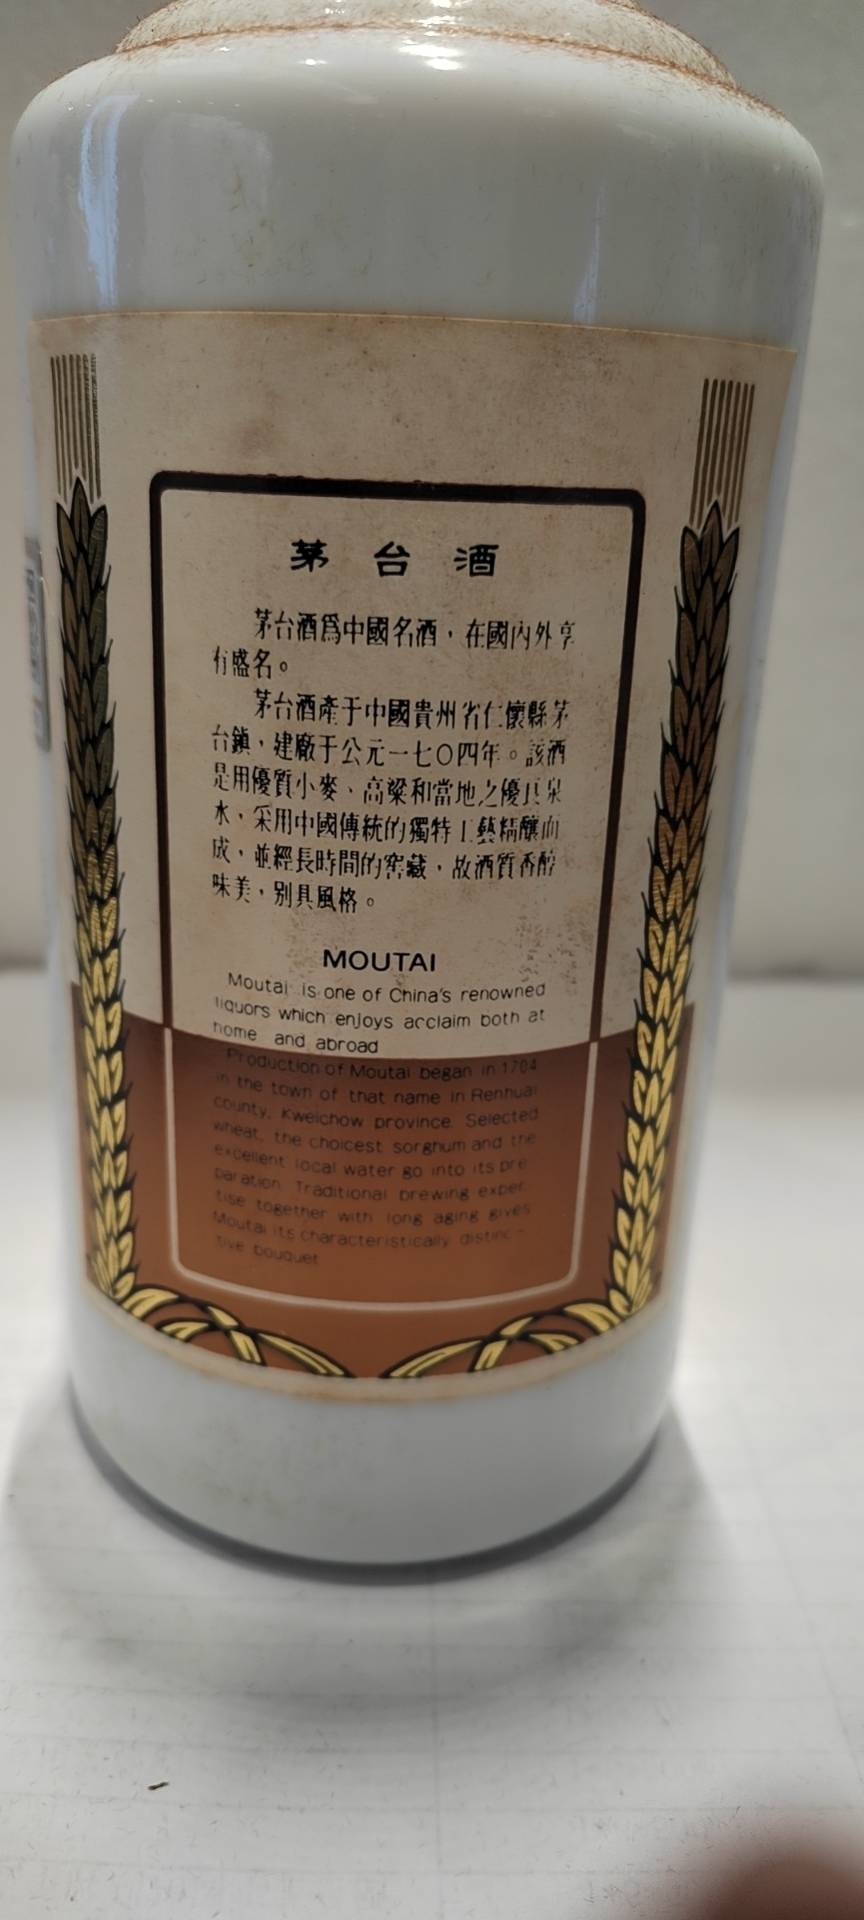 茅台酒
茅台酒爲中國名酒，在國內外享
有盛名。
茅台酒產于中國貴州省仁懷縣茅
台鎮，建廠于公元一七〇四年。該酒
是用優質小麥、高粱和當地之優良泉
水，采用中國傳統的獨特工藝精釀而
成，並經長時間的窖藏，故酒質香醇
味美，别具風格。
MOUTAI
Moutai is one of China's renowned
liquors which enjoys acclaim both at
home and abroad
Production of Moutai began in 1704
in the town of that name in Renhuai
county, Kweichow province. Selected
wheat, the choicest sorghum and the
excellent local water go into its pre
paration. Traditional brewing exper
tise together with long aging gives
Moutai its characteristically distinc-
tive bouquet